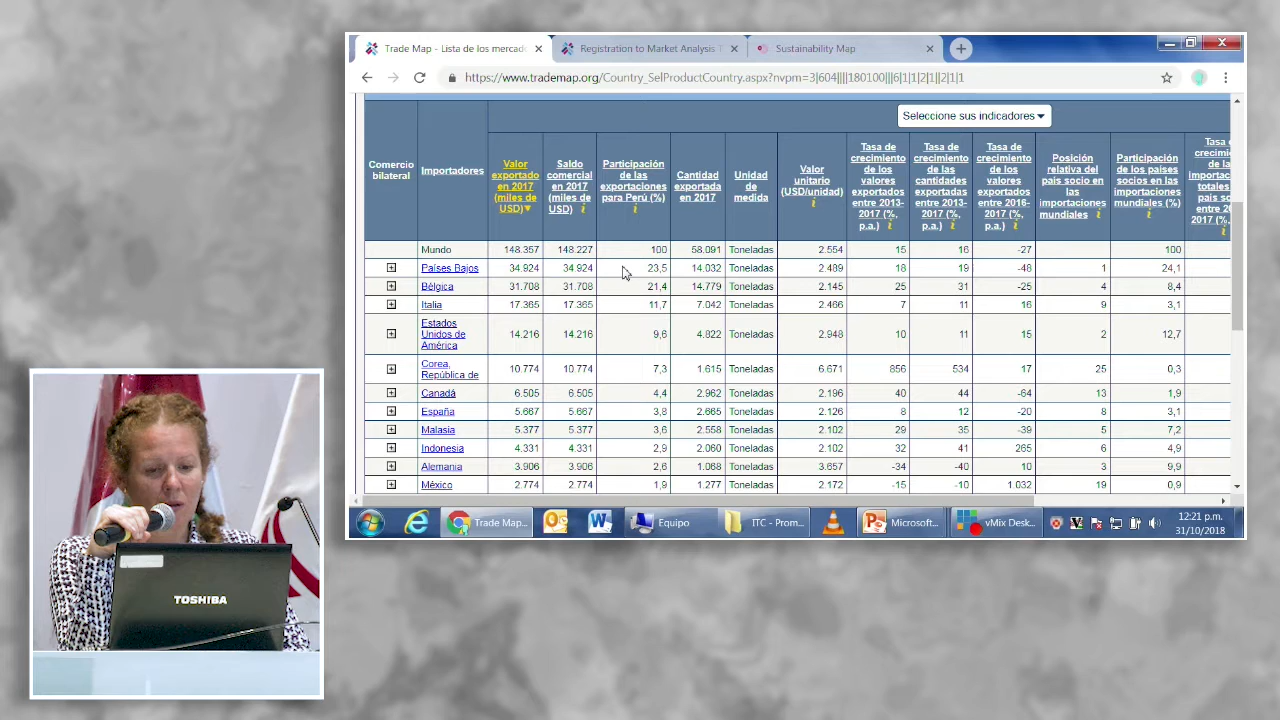 Trade Map - Lista de los mercado
Registration to Market Analysis T
Sustainability Map
https://www.trademap.org/Country_SelProductCountry.aspx?nvpm=3|604||||180100|||6|1|1|2|1||2|1|1
Seleccione sus indicadores
Comercio
bilateral
Importadores
Valor
exportado
en 2017
(miles de
USD)▼
Saldo
comercial
en 2017
(miles de
USD) i
Participación
de las
exportaciones
para Perú (%)
i
Cantidad
exportada
en 2017
Unidad
de
medida
Valor
unitario
(USD/unidad)
i
Tasa de
crecimiento
de los
valores
exportados
entre 2013-
2017 (%,
p.a.) i
Tasa de
crecimiento
de las
cantidades
exportadas
entre 2013-
2017 (%,
p.a.) i
Tasa de
crecimiento
de los
valores
exportados
entre 2016-
2017 (%,
p.a.) i
Posición
relativa del
país socio en
las
importaciones
mundiales i
Participación
de los países
socios en las
importaciones
mundiales (%)
i
Tasa
crecim
de la
importac
totales
país so
entre 20
2017 (%,
i
Mundo 148.357 148.227 100 58.091 Toneladas 2.554 15 16 -27 100
Países Bajos 34.924 34.924 23,5 14.032 Toneladas 2.489 18 19 -48 1 24,1
Bélgica 31.708 31.708 21,4 14.779 Toneladas 2.145 25 31 -25 4 8,4
Italia 17.365 17.365 11,7 7.042 Toneladas 2.466 7 11 16 9 3,1
Estados
Unidos de
América
14.216 14.216 9,6 4.822 Toneladas 2.948 10 11 15 2 12,7
Corea,
República de
10.774 10.774 7,3 1.615 Toneladas 6.671 856 534 17 25 0,3
Canadá 6.505 6.505 4,4 2.962 Toneladas 2.196 40 44 -64 13 1,9
España 5.667 5.667 3,8 2.665 Toneladas 2.126 8 12 -20 8 3,1
Malasia 5.377 5.377 3,6 2.558 Toneladas 2.102 29 35 -39 5 7,2
Indonesia 4.331 4.331 2,9 2.060 Toneladas 2.102 32 41 265 6 4,9
Alemania 3.906 3.906 2,6 1.068 Toneladas 3.657 -34 -40 10 3 9,9
México 2.774 2.774 1,9 1.277 Toneladas 2.172 -15 -10 1.032 19 0,9
Trade Map...
Equipo
ITC - Prom...
Microsoft...
vMix Desk...
12:21 p.m.
31/10/2018
TOSHIBA